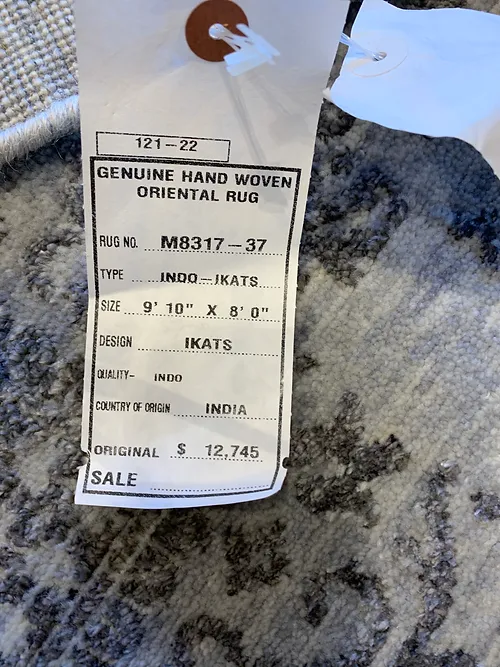 121-22
GENUINE HAND WOVEN
ORIENTAL RUG
RUG NO. M8317-37
TYPE INDO-IKATS
SIZE 9' 10" X 8' 0"
DESIGN IKATS
QUALITY- INDO
COUNTRY OF ORIGIN INDIA
ORIGINAL $ 12,745
SALE